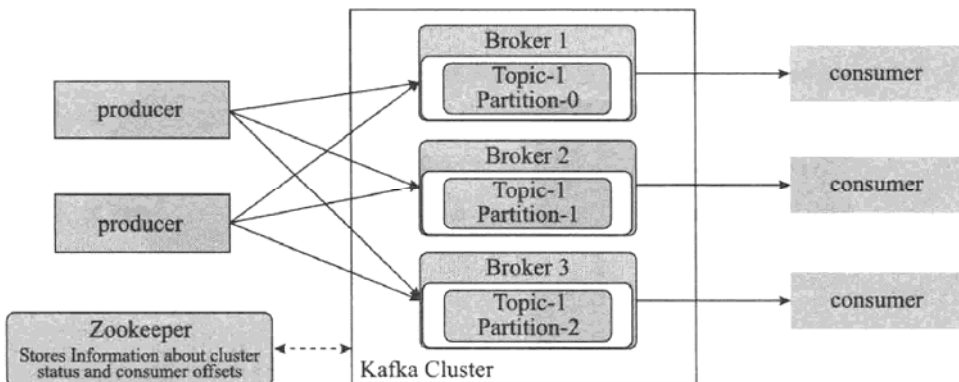 producer
producer
Zookeeper
Stores Information about cluster
status and consumer offsets
Broker 1
Topic-1
Partition-0
Broker 2
Topic-1
Partition-1
Broker 3
Topic-1
Partition-2
Kafka Cluster
consumer
consumer
consumer